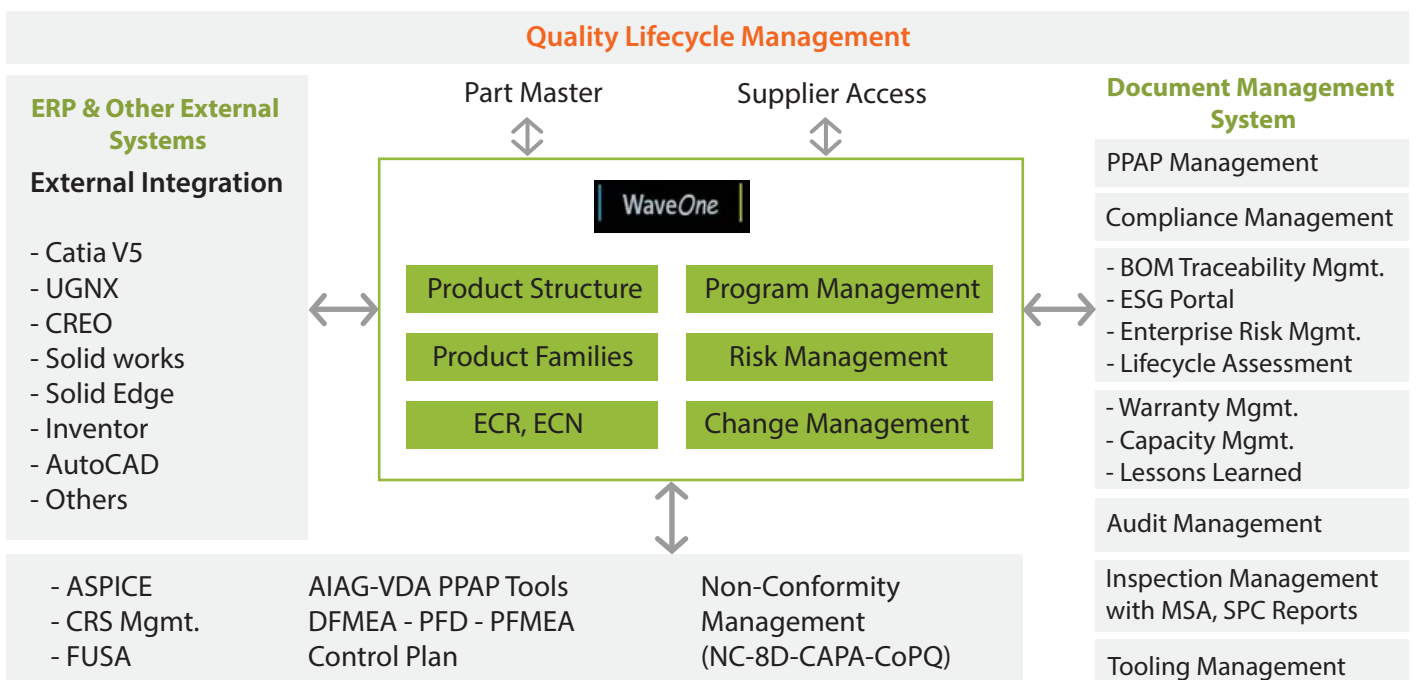 Quality Lifecycle Management
ERP & Other External
Systems
External Integration
- Catia V5
- UGNX
- CREO
- Solid works
- Solid Edge
- Inventor
- AutoCAD
- Others
Part Master
Supplier Access
WaveOne
Product Structure
Program Management
Product Families
Risk Management
ECR, ECN
Change Management
Document Management
System
PPAP Management
Compliance Management
- BOM Traceability Mgmt.
- ESG Portal
- Enterprise Risk Mgmt.
- Lifecycle Assessment
- Warranty Mgmt.
- Capacity Mgmt.
- Lessons Learned
Audit Management
Inspection Management
with MSA, SPC Reports
Tooling Management
- ASPICE
- CRS Mgmt.
- FUSA
AIAG-VDA PPAP Tools
DFMEA - PFD - PFMEA
Control Plan
Non-Conformity
Management
(NC-8D-CAPA-CoPQ)